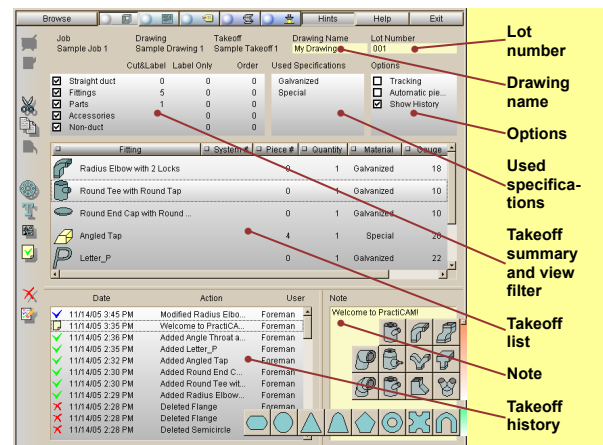 Browse Hints Help Exit
Job Drawing Takeoff Drawing Name Lot Number
Sample Job 1 Sample Drawing 1 Sample Takeoff 1 My Drawing 001
Cut&Label Label Only Order Used Specifications Options
Straight duct 0 0 0 Galvanized Tracking
Fittings 5 0 0 Special Automatic pie...
Parts 1 0 0 Show History
Accessories 0 0
Non-duct 0 0
Fitting System # Piece # Quantity Material Gauge
Radius Elbow with 2 Locks 0 1 Galvanized 18
Round Tee with Round Tap 0 1 Galvanized 10
Round End Cap with Round ... 0 1 Galvanized 10
Angled Tap 4 1 Special 20
Letter_P 0 1 Galvanized 22
Date Action User Note
11/14/05 3:45 PM Modified Radius Elbo... Foreman Welcome to PractiCAM!
11/14/05 3:35 PM Welcome to PractiCA... Foreman
11/14/05 2:36 PM Added Angle Throat a... Foreman
11/14/05 2:36 PM Added Letter_P Foreman
11/14/05 2:32 PM Added Angled Tap Foreman
11/14/05 2:30 PM Added Round End C... Foreman
11/14/05 2:30 PM Added Round Tee wit... Foreman
11/14/05 2:29 PM Added Radius Elbow... Foreman
11/14/05 2:28 PM Deleted Flange Foreman
11/14/05 2:28 PM Deleted Flange Foreman
11/14/05 2:28 PM Deleted Semicircle Foreman
Lot
number
Drawing
name
Options
Used
specifica-
tions
Takeoff
summary
and view
filter
Takeoff
list
Note
Takeoff
history